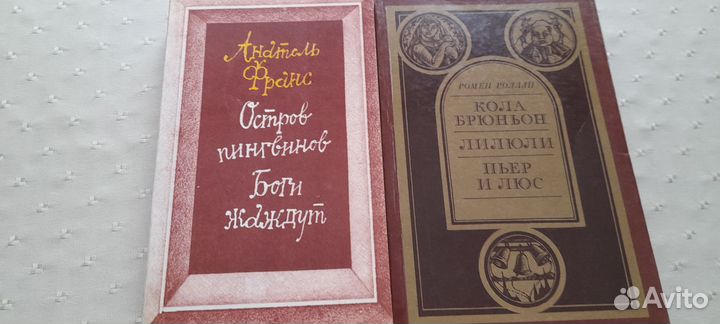 Анатоль
Франс
Остров
пингвинов
Боги
жаждут
РОМЕН РОЛЛАН
КОЛА
БРЮНЬОН
ЛИЛЮЛИ
ПЬЕР
И ЛЮС
Avito